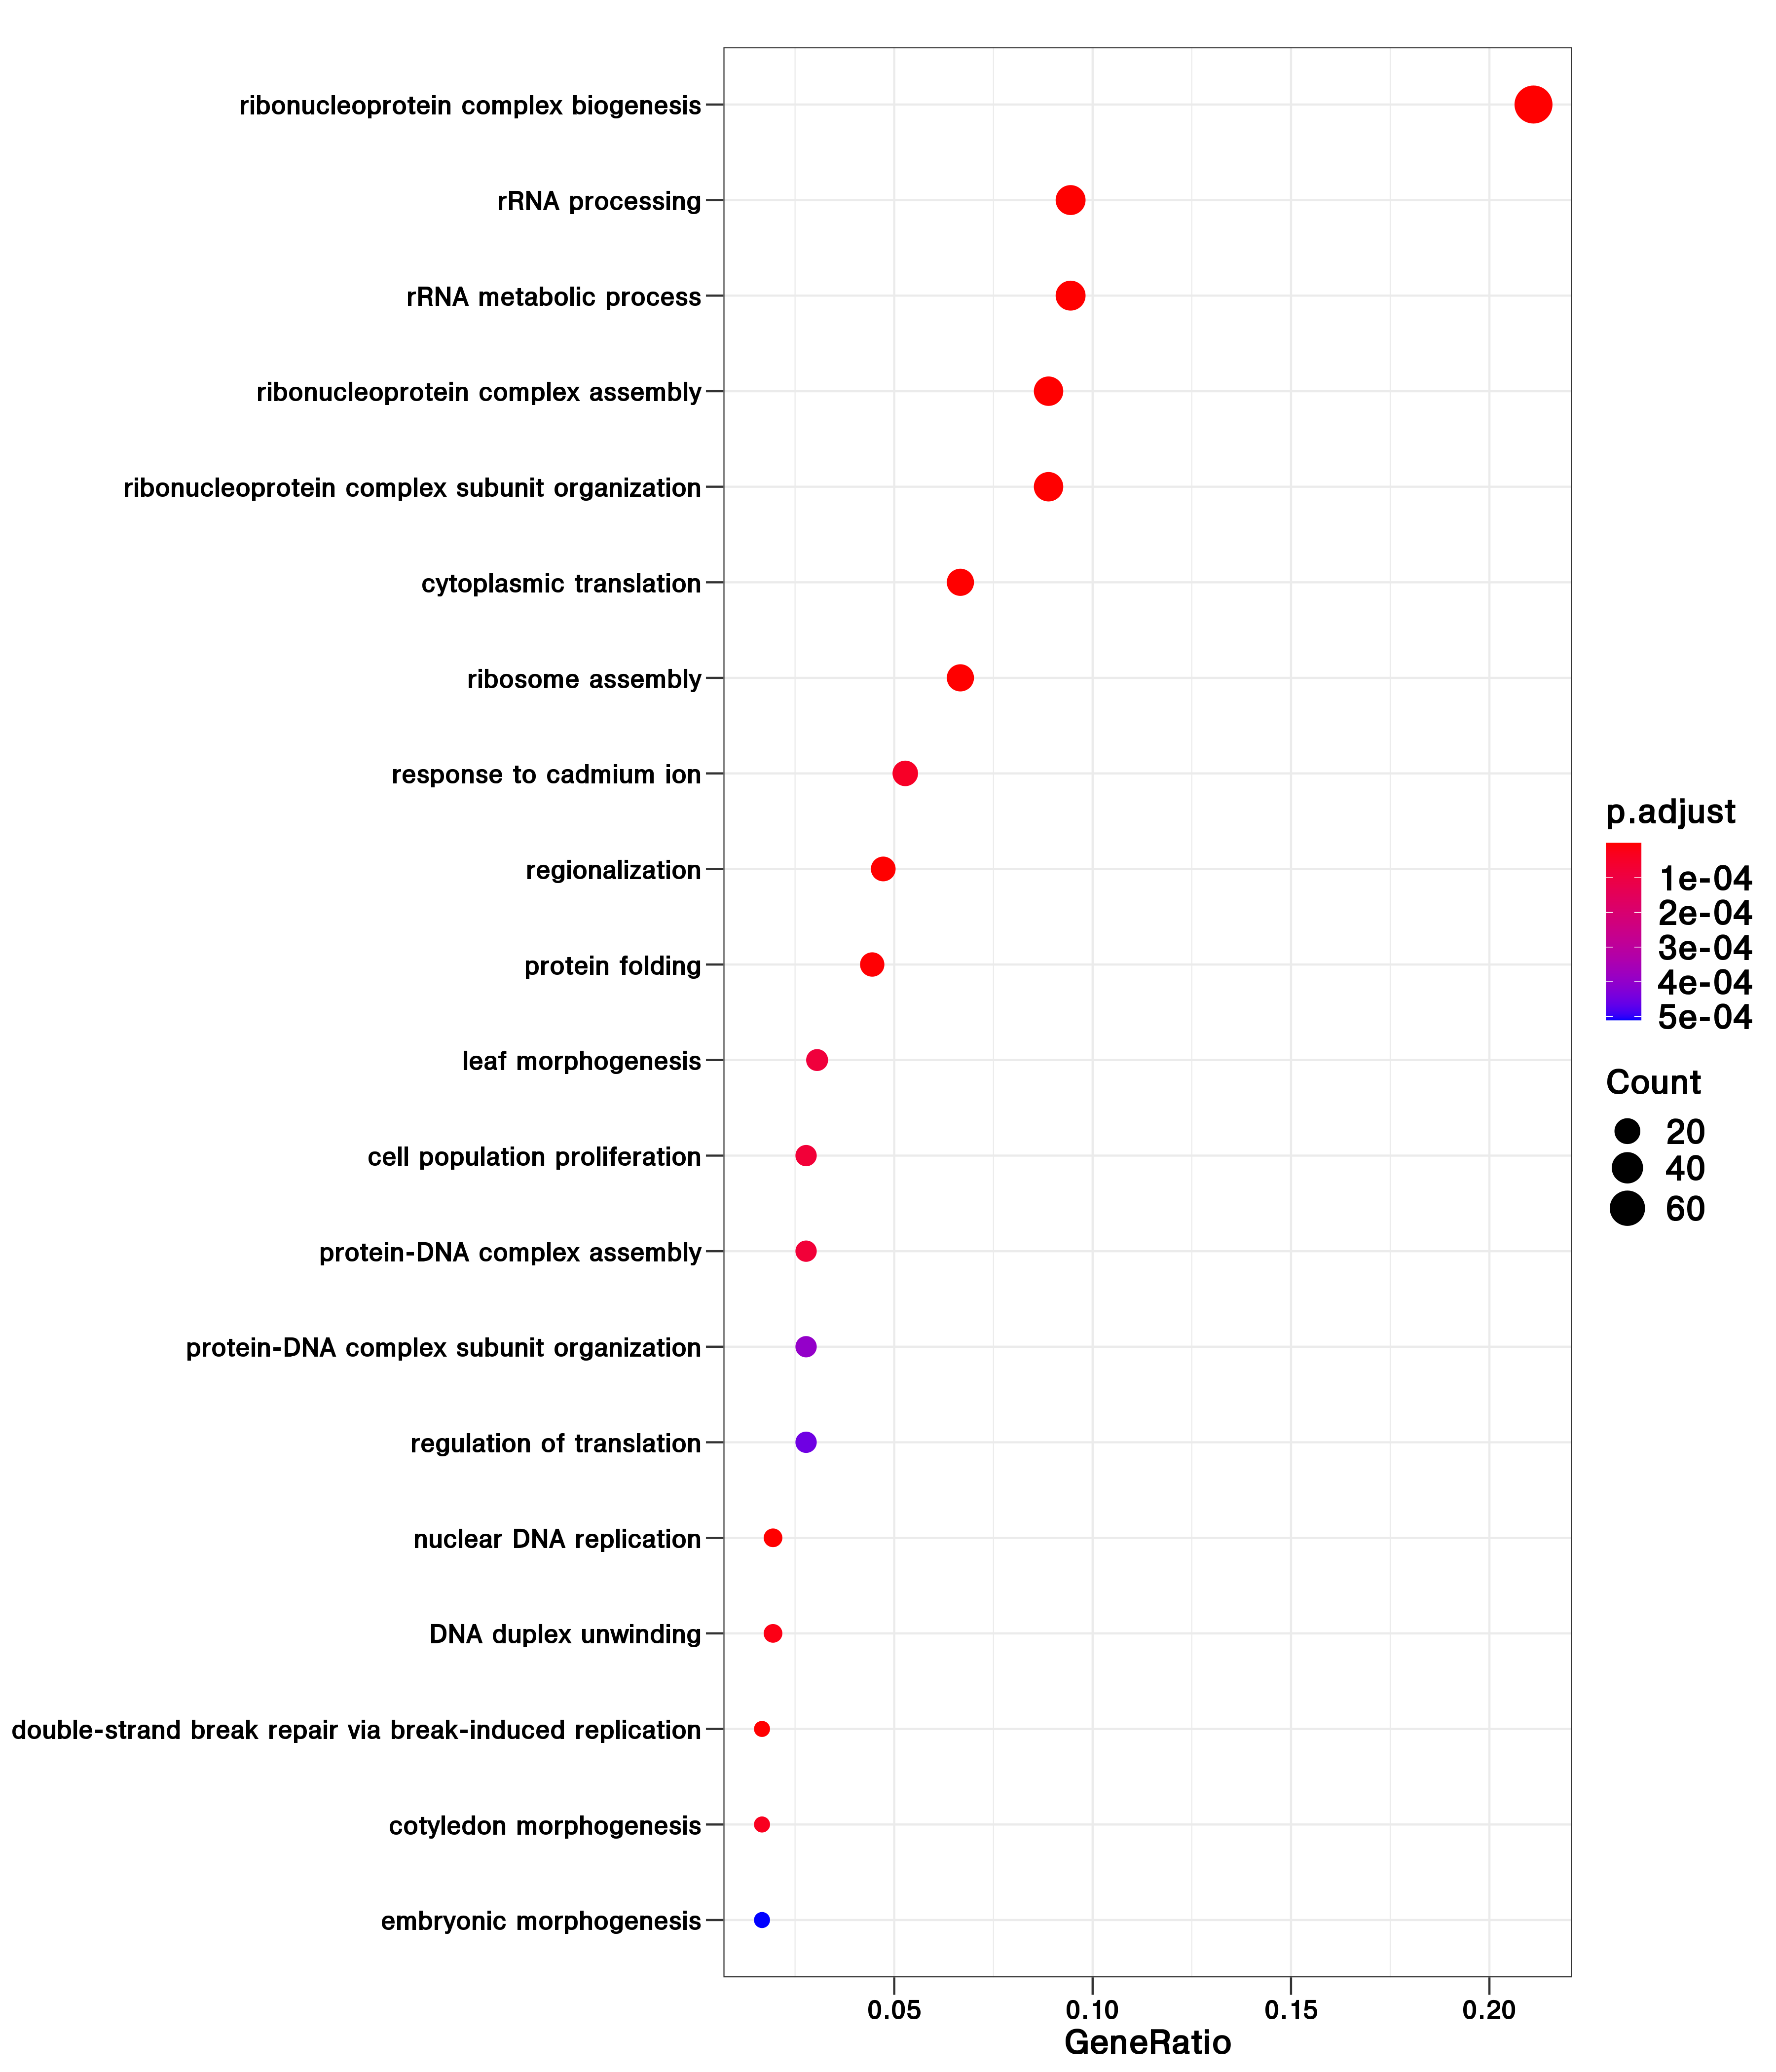 ribonucleoprotein complex biogenesis
rRNA processing
rRNA metabolic process
ribonucleoprotein complex assembly
ribonucleoprotein complex subunit organization
cytoplasmic translation
ribosome assembly
response to cadmium ion
regionalization
protein folding
leaf morphogenesis
cell population proliferation
protein-DNA complex assembly
protein-DNA complex subunit organization
regulation of translation
nuclear DNA replication
DNA duplex unwinding
double-strand break repair via break-induced replication
cotyledon morphogenesis
embryonic morphogenesis
0.05 0.10 0.15 0.20
GeneRatio
p.adjust
1e-04
2e-04
3e-04
4e-04
5e-04
Count
20
40
60